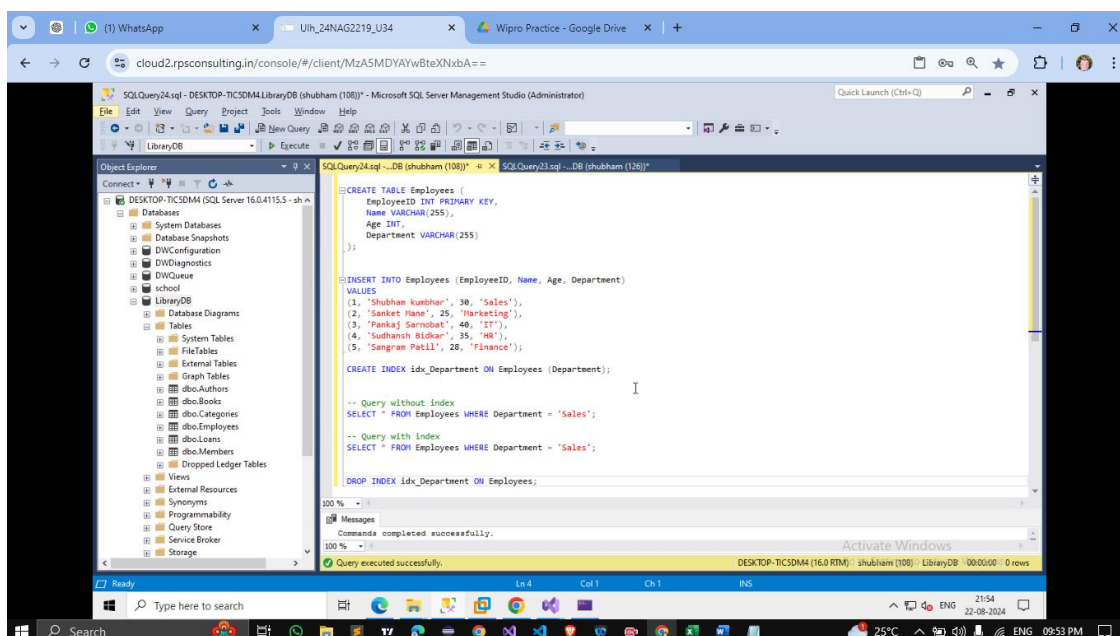 (1) WhatsApp
Ulh_24NAG2219_U34
Wipro Practice - Google Drive
cloud2.rpsconsulting.in/console/#/client/MzA5MDYAYwBteXNxbA==
SQLQuery24.sql - DESKTOP-TIC5DM4.LibraryDB (shubham (108))* - Microsoft SQL Server Management Studio (Administrator)
Quick Launch (Ctrl+Q)
File Edit View Query Project Tools Window Help
New Query
LibraryDB
Execute
Object Explorer
SQLQuery24.sql -...DB (shubham (108))*
SQLQuery23.sql -...DB (shubham (126))*
Connect
DESKTOP-TIC5DM4 (SQL Server 16.0.4115.5 - sh
Databases
System Databases
Database Snapshots
DWConfiguration
DWDiagnostics
DWQueue
school
LibraryDB
Database Diagrams
Tables
System Tables
FileTables
External Tables
Graph Tables
dbo.Authors
dbo.Books
dbo.Categories
dbo.Employees
dbo.Loans
dbo.Members
Dropped Ledger Tables
Views
External Resources
Synonyms
Programmability
Query Store
Service Broker
Storage
CREATE TABLE Employees (
EmployeeID INT PRIMARY KEY,
Name VARCHAR(255),
Age INT,
Department VARCHAR(255)
);
INSERT INTO Employees (EmployeeID, Name, Age, Department)
VALUES
(1, 'Shubham kumbhar', 30, 'Sales'),
(2, 'Sanket Mane', 25, 'Marketing'),
(3, 'Pankaj Sarnobat', 40, 'IT'),
(4, 'Sudhansh Bidkar', 35, 'HR'),
(5, 'Sangram Patil', 28, 'Finance');
CREATE INDEX idx_Department ON Employees (Department);
-- Query without index
SELECT * FROM Employees WHERE Department = 'Sales';
-- Query with index
SELECT * FROM Employees WHERE Department = 'Sales';
DROP INDEX idx_Department ON Employees;
100 %
Messages
Commands completed successfully.
100 %
Activate Windows
Query executed successfully.
DESKTOP-TIC5DM4 (16.0 RTM) shubham (108) LibraryDB 00:00:00 0 rows
Ready
Ln 4 Col 1 Ch 1 INS
Type here to search
ENG
21:54
22-08-2024
Search
25°C
ENG
09:53 PM